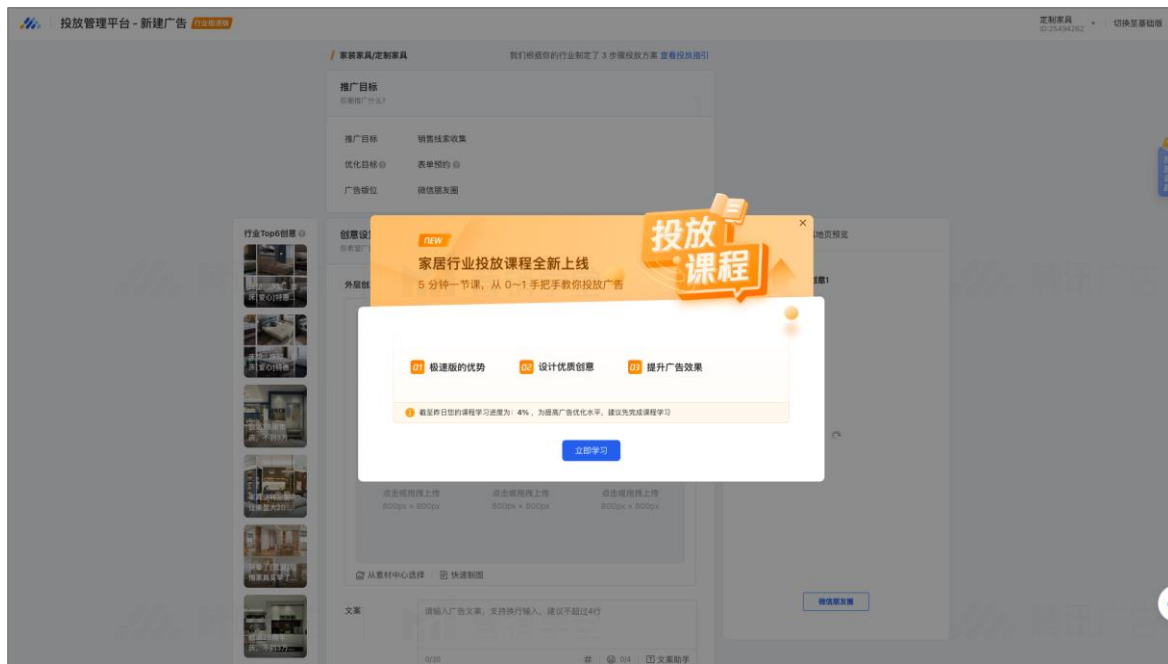 投放管理平台 - 新建广告 行业极速版
定制家具
ID:25494262
切换至基础版
家装家具/定制家具
我们根据你的行业制定了 3 步骤投放方案 查看投放指引
推广目标
你要推广什么?
推广目标 销售线索收集
优化目标 表单预约
广告版位 微信朋友圈
行业Top6创意
创意设
落地页预览
外层创
创意1
NEW
家居行业投放课程全新上线
5 分钟一节课，从 0~1 手把手教你投放广告
投放
课程
01 极速版的优势
02 设计优质创意
03 提升广告效果
截至昨日您的课程学习进度为：4%，为提高广告优化水平，建议先完成课程学习
立即学习
点击或拖拽上传 点击或拖拽上传 点击或拖拽上传
800px × 800px 800px × 800px 800px × 800px
从素材中心选择 快速制图
文案
请输入广告文案，支持换行输入，建议不超过4行
0/30 # 0/4 文案助手
微信朋友圈